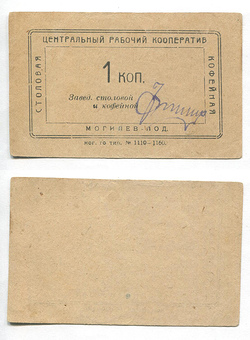 ЦЕНТРАЛЬНЫЙ РАБОЧИЙ КООПЕРАТИВ
СТОЛОВАЯ
КОФЕЙНАЯ
1 КОП.
Завед. столовой
и кофейной
МОГИЛЕВ-ПОД.